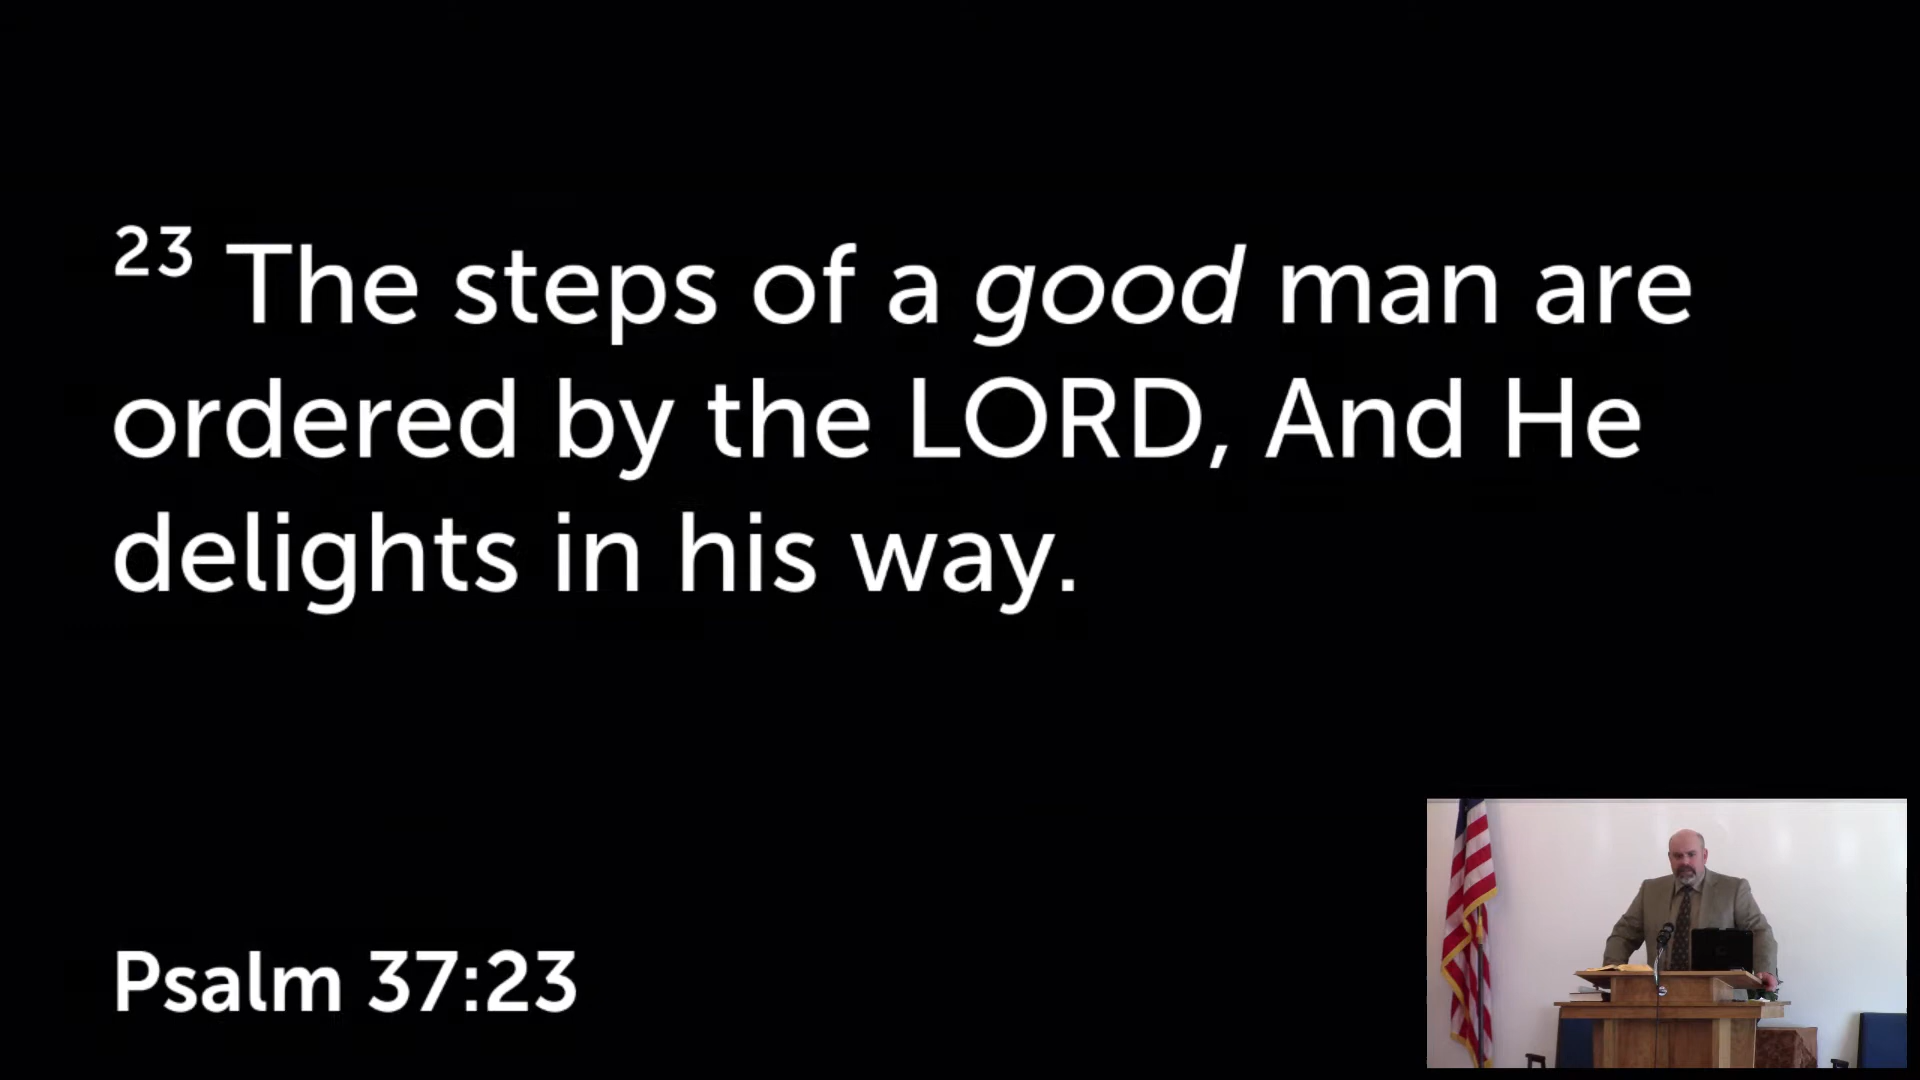 23 The steps of a good man are
ordered by the LORD, And He
delights in his way.
Psalm 37:23